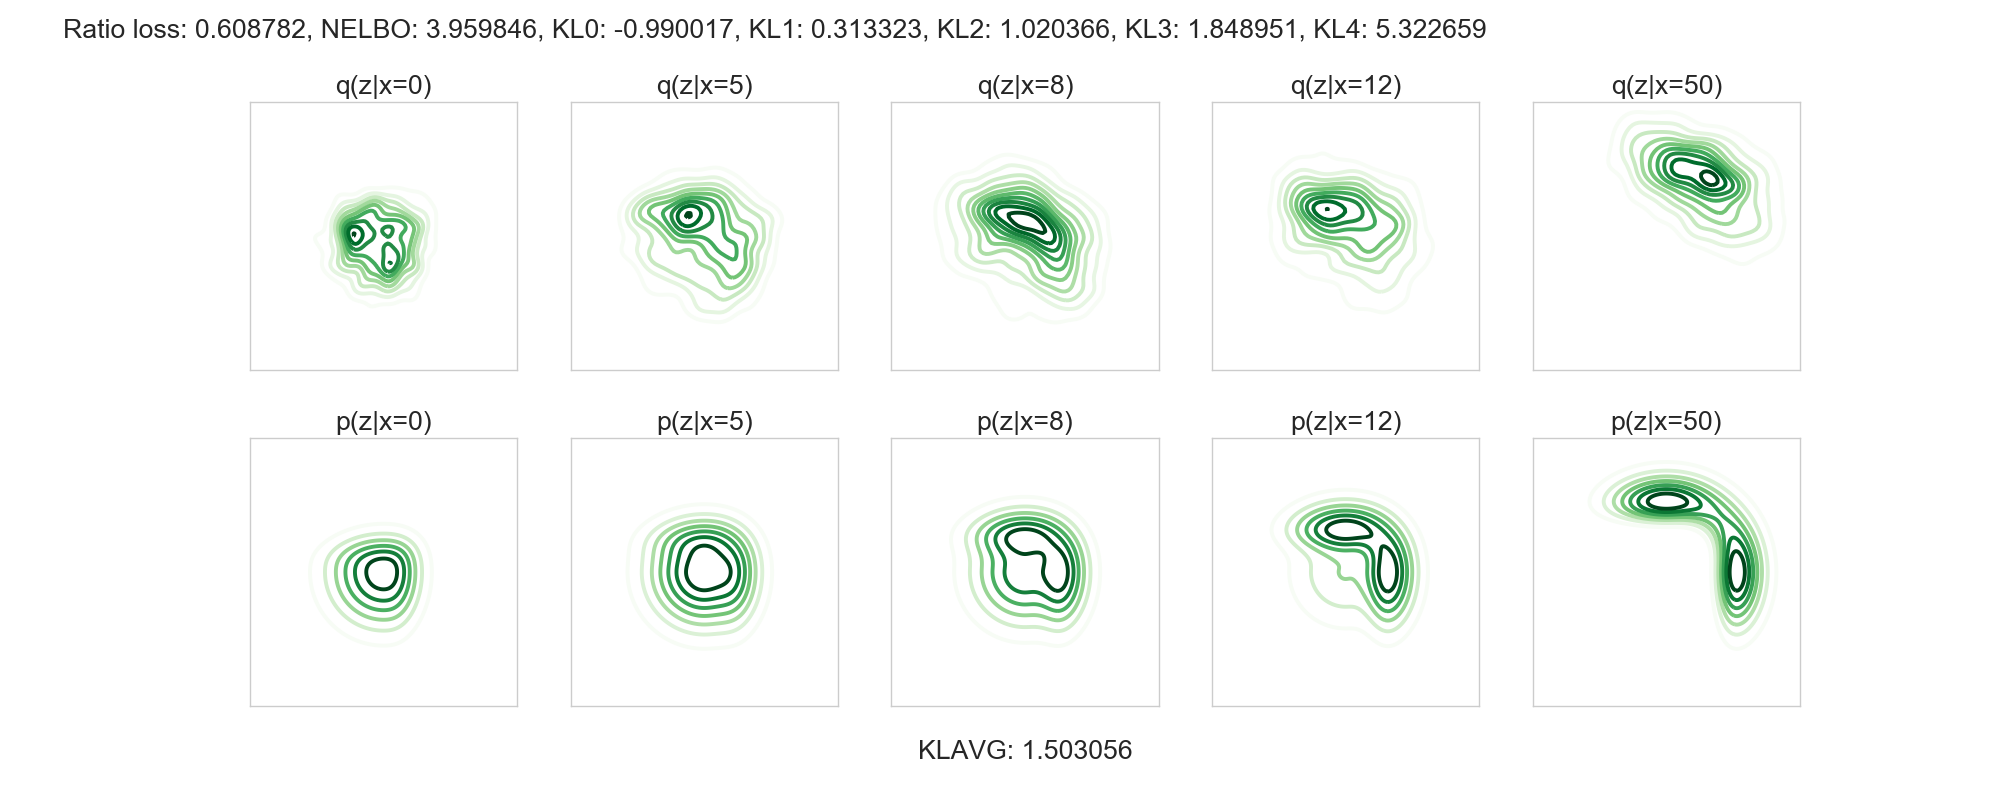 Ratio loss: 0.608782, NELBO: 3.959846, KL0: -0.990017, KL1: 0.313323, KL2: 1.020366, KL3: 1.848951, KL4: 5.322659
q(z|x=0) q(z|x=5) q(z|x=8) q(z|x=12) q(z|x=50)
p(z|x=0) p(z|x=5) p(z|x=8) p(z|x=12) p(z|x=50)
KLAVG: 1.503056